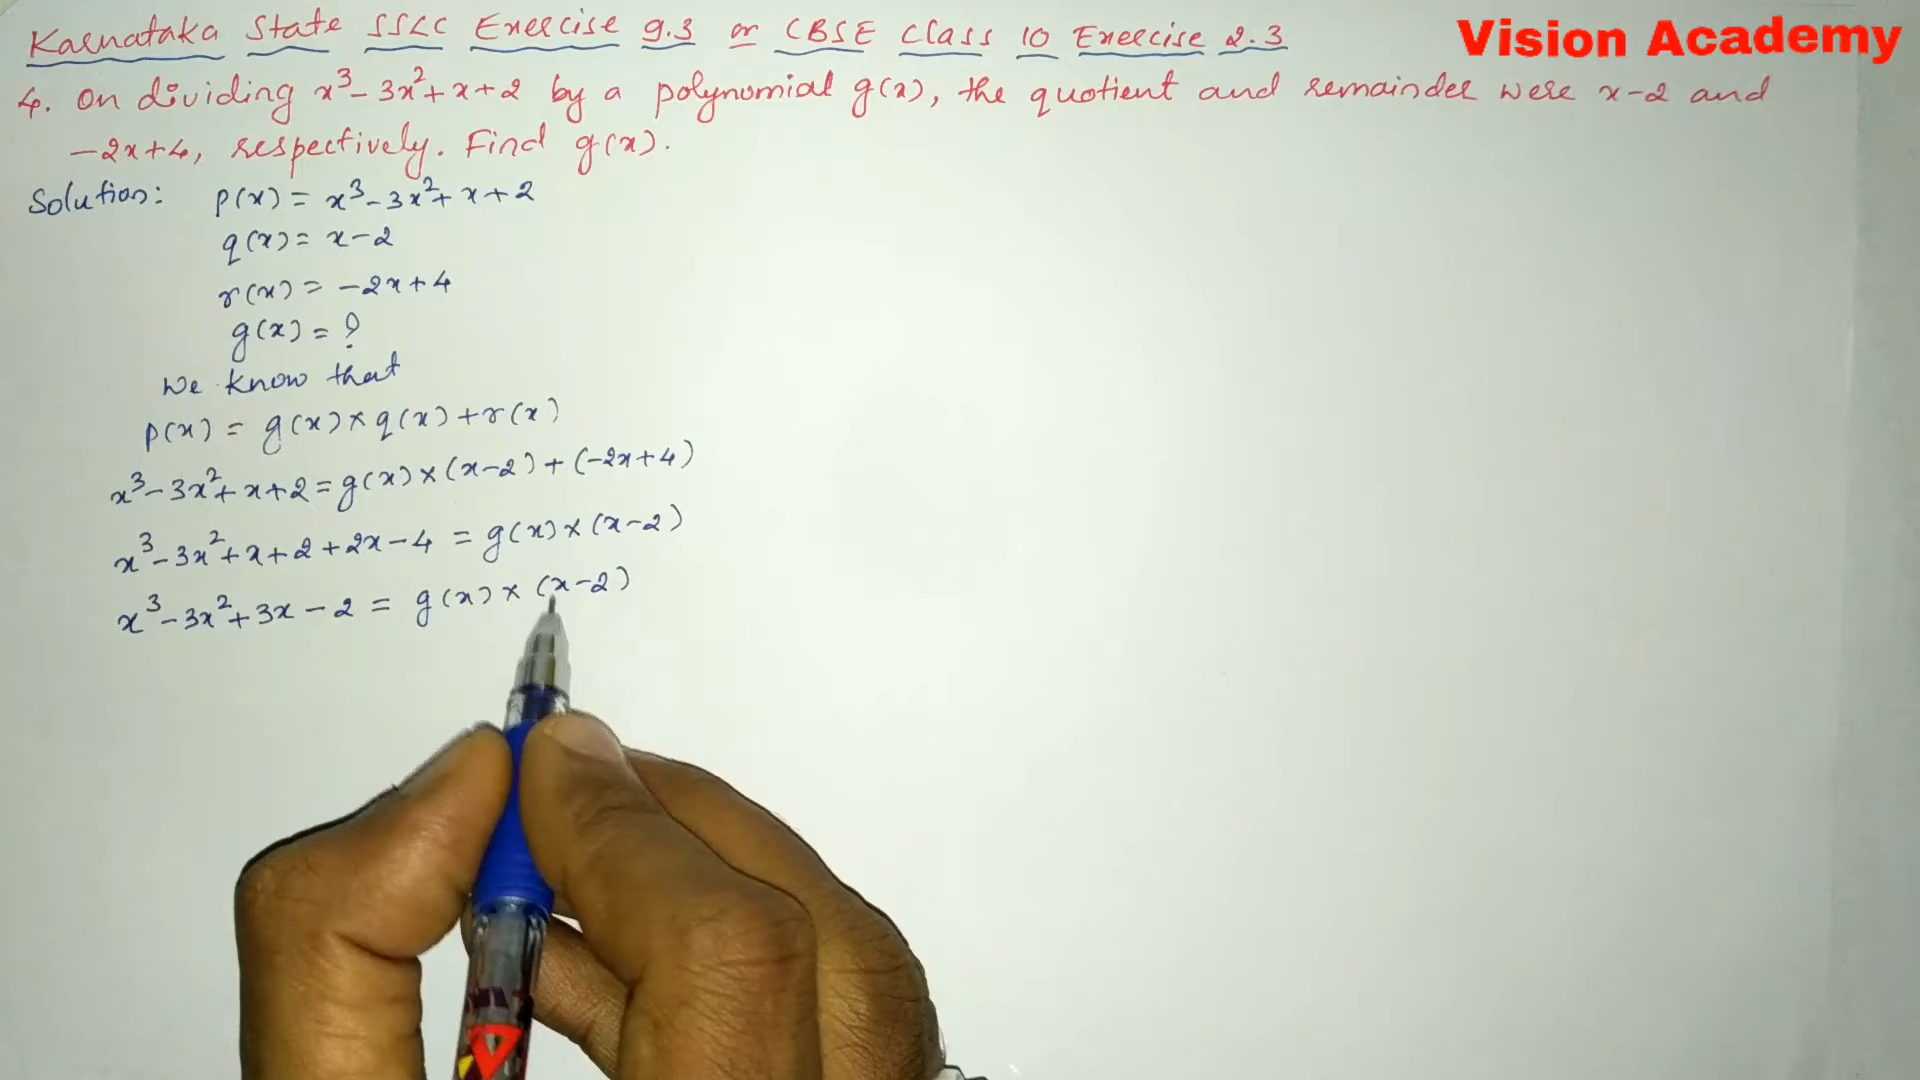 Karnataka State SSLC Exercise 9.3 or CBSE Class 10 Exercise 2.3
Vision Academy
4. On dividing x³-3x²+x+2 by a polynomial g(x), the quotient and remainder were x-2 and
-2x+4, respectively. Find g(x).
Solution: p(x) = x³-3x²+x+2
q(x) = x-2
r(x) = -2x+4
g(x) = ?
We know that
p(x) = g(x)×q(x)+r(x)
x³-3x²+x+2=g(x)×(x-2)+(-2x+4)
x³-3x²+x+2+2x-4 = g(x)×(x-2)
x³-3x²+3x-2 = g(x)×(x-2)